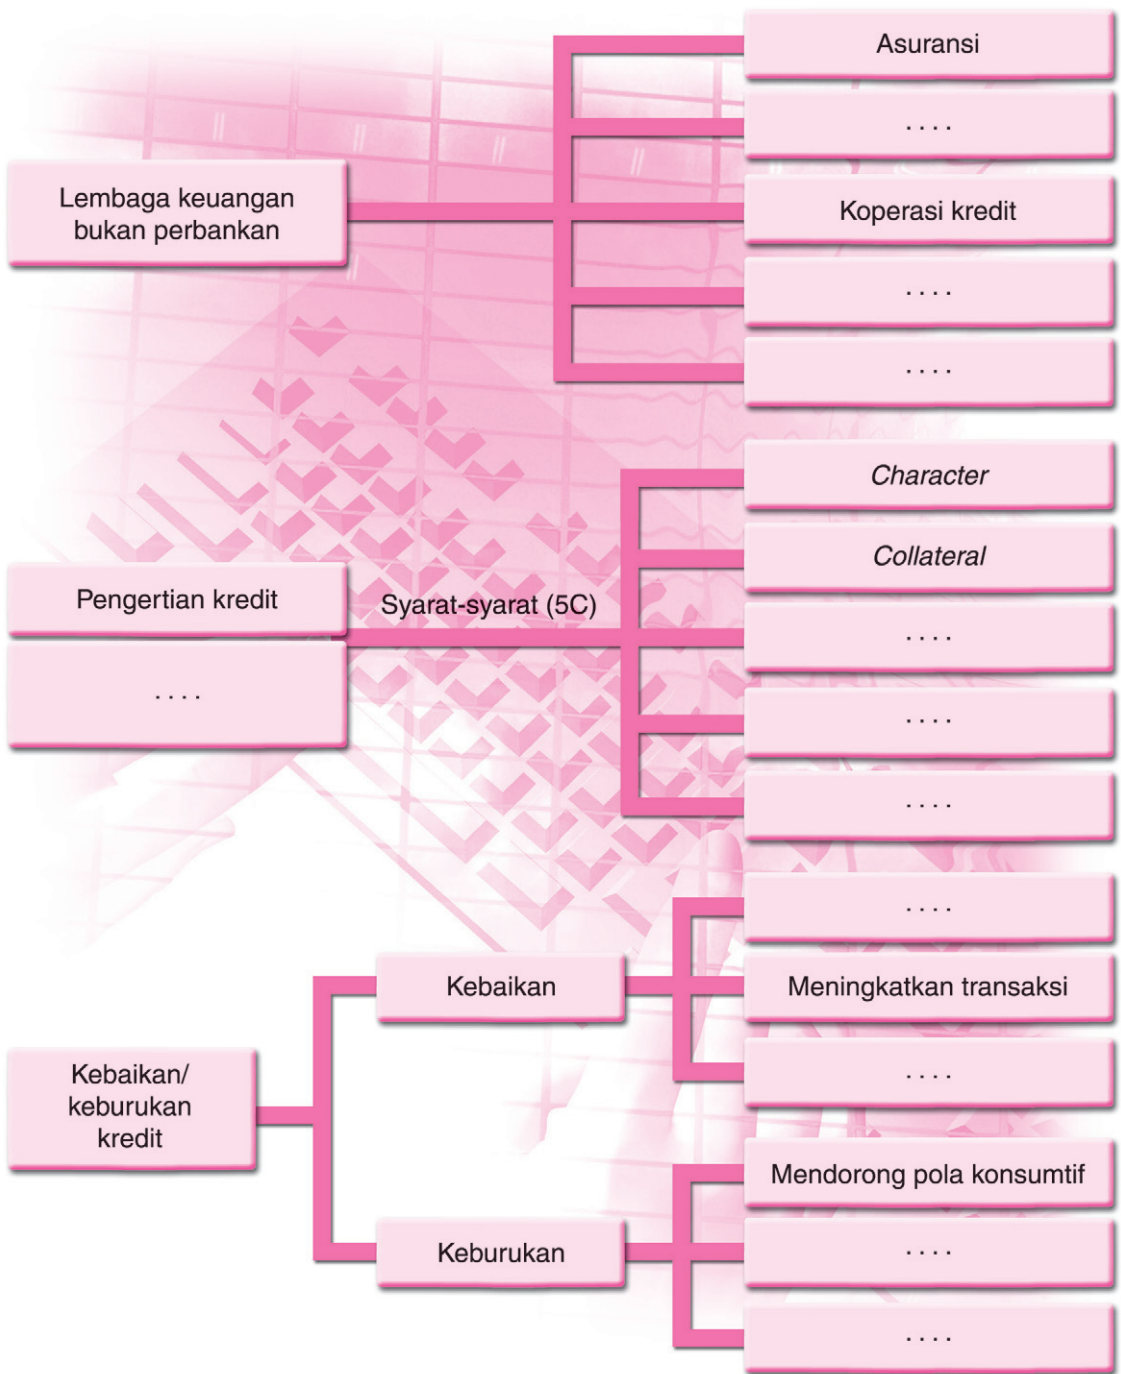 Asuransi
. . . .
Lembaga keuangan
bukan perbankan
Koperasi kredit
. . . .
. . . .
Character
Collateral
Pengertian kredit
Syarat-syarat (5C)
. . . .
. . . .
. . . .
. . . .
. . . .
Kebaikan
Meningkatkan transaksi
. . . .
Kebaikan/
keburukan
kredit
Mendorong pola konsumtif
Keburukan
. . . .
. . . .